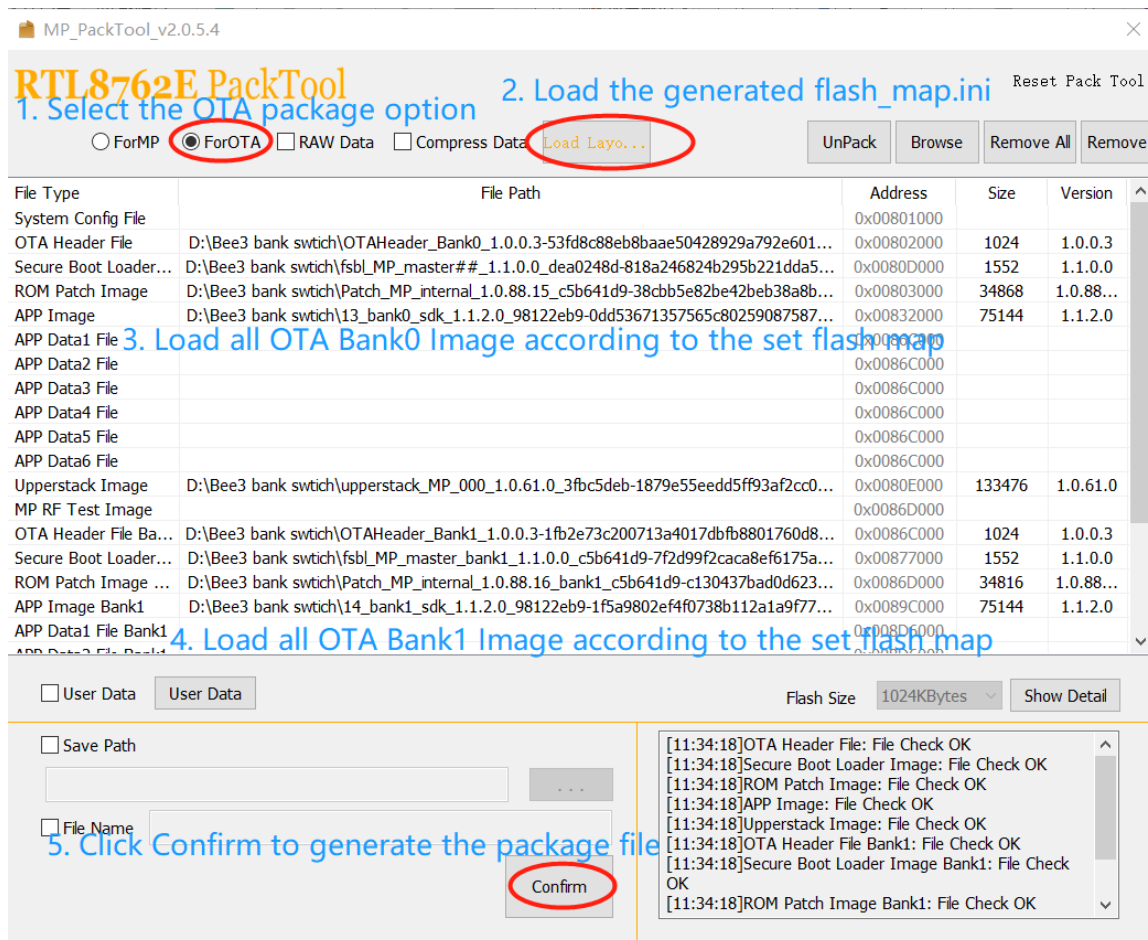 MP_PackTool_v2.0.5.4
RTL8762E PackTool
Reset Pack Tool
1. Select the OTA package option
2. Load the generated flash_map.ini
ForMP ForOTA RAW Data Compress Data Load Layo... UnPack Browse Remove All Remove
File Type File Path Address Size Version
System Config File 0x00801000
OTA Header File D:\Bee3 bank swtich\OTAHeader_Bank0_1.0.0.3-53fd8c88eb8baae50428929a792e601... 0x00802000 1024 1.0.0.3
Secure Boot Loader... D:\Bee3 bank swtich\fsbl_MP_master##_1.1.0.0_dea0248d-818a246824b295b221dda5... 0x0080D000 1552 1.1.0.0
ROM Patch Image D:\Bee3 bank swtich\Patch_MP_internal_1.0.88.15_c5b641d9-38cbb5e82be42beb38a8b... 0x00803000 34868 1.0.88...
APP Image D:\Bee3 bank swtich\13_bank0_sdk_1.1.2.0_98122eb9-0dd53671357565c80259087587... 0x00832000 75144 1.1.2.0
APP Data1 File 0x0086C000
3. Load all OTA Bank0 Image according to the set flash map
APP Data2 File 0x0086C000
APP Data3 File 0x0086C000
APP Data4 File 0x0086C000
APP Data5 File 0x0086C000
APP Data6 File 0x0086C000
Upperstack Image D:\Bee3 bank swtich\upperstack_MP_000_1.0.61.0_3fbc5deb-1879e55eedd5ff93af2cc0... 0x0080E000 133476 1.0.61.0
MP RF Test Image 0x0086D000
OTA Header File Ba... D:\Bee3 bank swtich\OTAHeader_Bank1_1.0.0.3-1fb2e73c200713a4017dbfb8801760d8... 0x0086C000 1024 1.0.0.3
Secure Boot Loader... D:\Bee3 bank swtich\fsbl_MP_master_bank1_1.1.0.0_c5b641d9-7f2d99f2caca8ef6175a... 0x00877000 1552 1.1.0.0
ROM Patch Image ... D:\Bee3 bank swtich\Patch_MP_internal_1.0.88.16_bank1_c5b641d9-c130437bad0d623... 0x0086D000 34816 1.0.88...
APP Image Bank1 D:\Bee3 bank swtich\14_bank1_sdk_1.1.2.0_98122eb9-1f5a9802ef4f0738b112a1a9f77... 0x0089C000 75144 1.1.2.0
APP Data1 File Bank1 0x008D6000
4. Load all OTA Bank1 Image according to the set flash map
User Data User Data Flash Size 1024KBytes Show Detail
Save Path
...
File Name
5. Click Confirm to generate the package file
Confirm
[11:34:18]OTA Header File: File Check OK
[11:34:18]Secure Boot Loader Image: File Check OK
[11:34:18]ROM Patch Image: File Check OK
[11:34:18]APP Image: File Check OK
[11:34:18]Upperstack Image: File Check OK
[11:34:18]OTA Header File Bank1: File Check OK
[11:34:18]Secure Boot Loader Image Bank1: File Check
OK
[11:34:18]ROM Patch Image Bank1: File Check OK